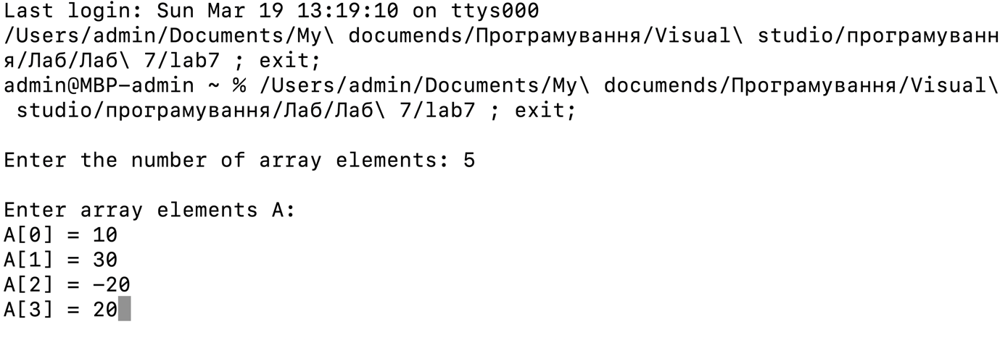 Last login: Sun Mar 19 13:19:10 on ttys000
/Users/admin/Documents/My\ documends/Програмування/Visual\ studio/програмуванн
я/Лаб/Лаб\ 7/lab7 ; exit;
admin@MBP-admin ~ % /Users/admin/Documents/My\ documends/Програмування/Visual\
 studio/програмування/Лаб/Лаб\ 7/lab7 ; exit;

Enter the number of array elements: 5

Enter array elements A:
A[0] = 10
A[1] = 30
A[2] = -20
A[3] = 20